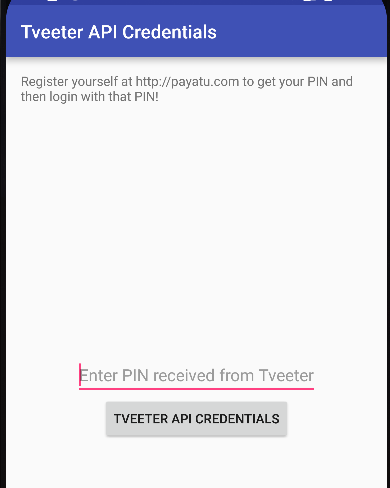 Tveeter API Credentials
Register yourself at http://payatu.com to get your PIN and
then login with that PIN!
Enter PIN received from Tveeter
TVEETER API CREDENTIALS